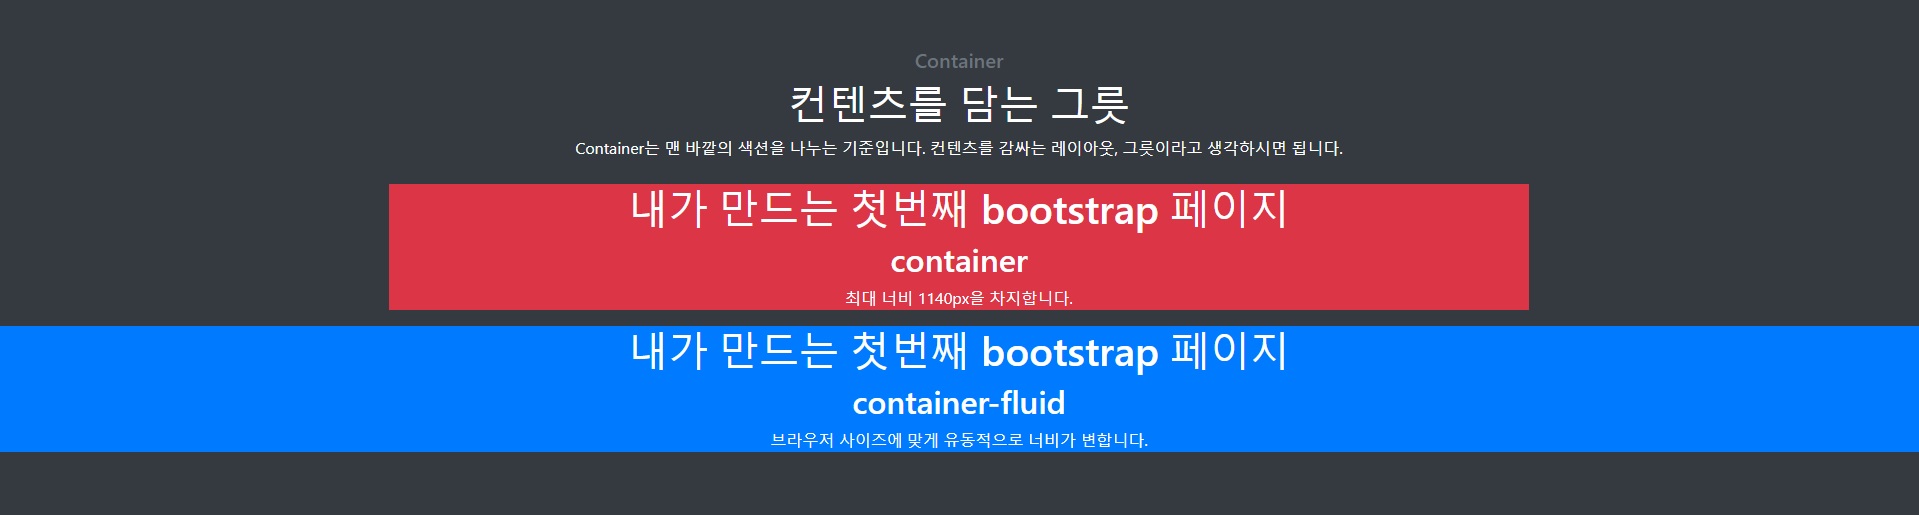 Container
컨텐츠를 담는 그릇
Container는 맨 바깥의 색션을 나누는 기준입니다. 컨텐츠를 감싸는 레이아웃, 그릇이라고 생각하시면 됩니다.
내가 만드는 첫번째 bootstrap 페이지
container
최대 너비 1140px을 차지합니다.
내가 만드는 첫번째 bootstrap 페이지
container-fluid
브라우저 사이즈에 맞게 유동적으로 너비가 변합니다.